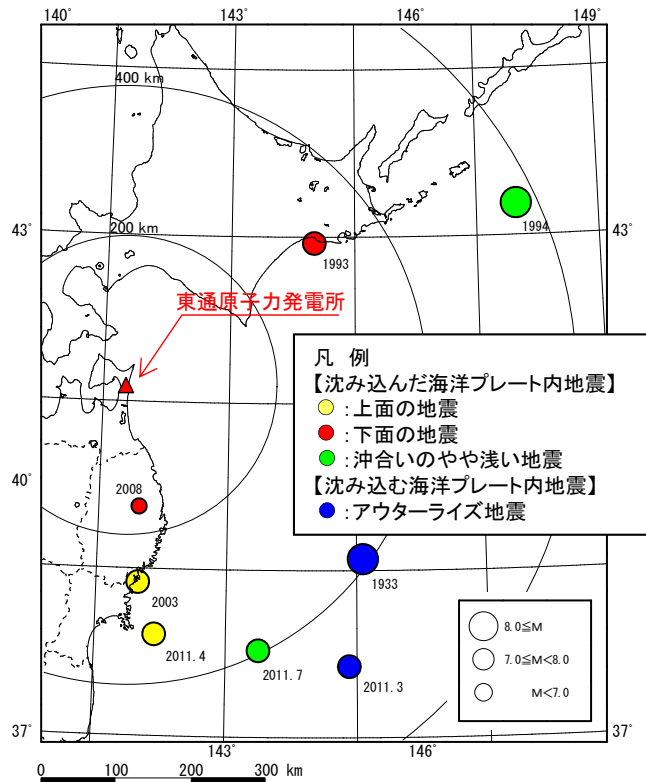 140°
143°
146°
149°
400 km
43°
200 km
1994
43°
1993
東通原子力発電所
凡 例
【沈み込んだ海洋プレート内地震】
：上面の地震
：下面の地震
：沖合いのやや浅い地震
【沈み込む海洋プレート内地震】
：アウターライズ地震
40°
2008
1933
2003
8.0≦M
7.0≦M<8.0
M<7.0
2011.4
2011.7
2011.3
37°
37°
143°
146°
0 100 200 300 km